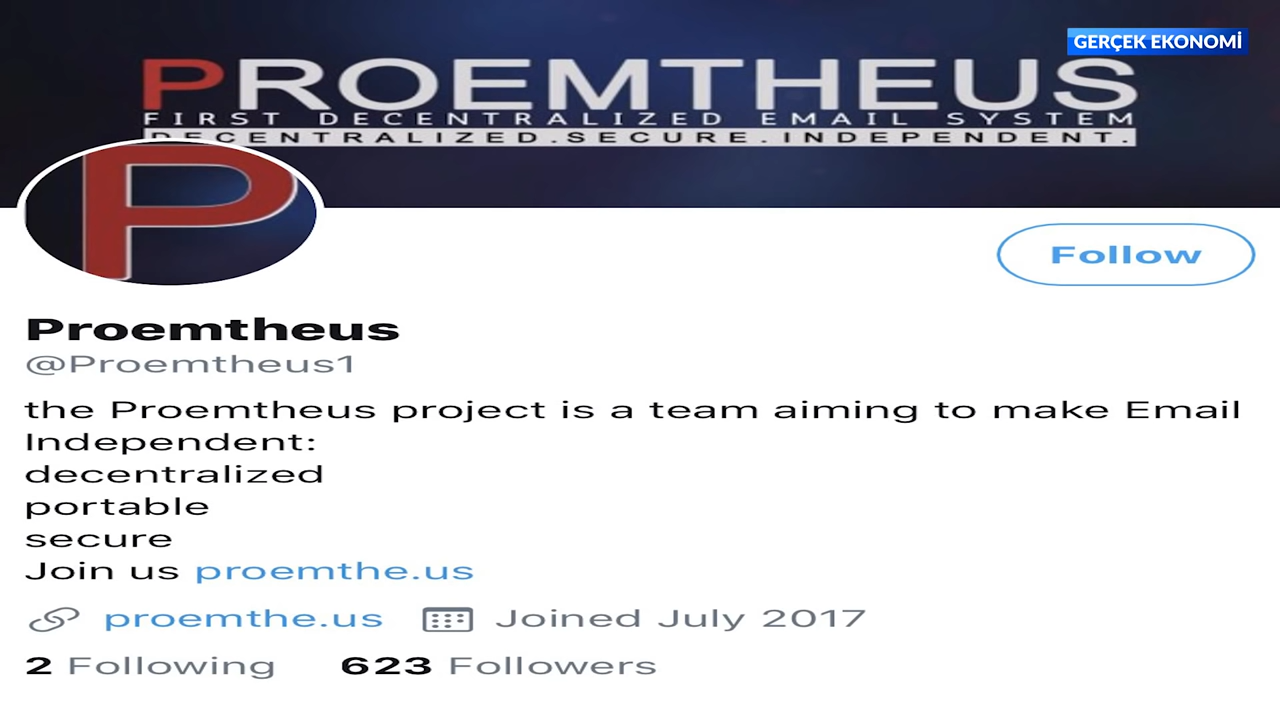 GERÇEK EKONOMİ
PROEMTHEUS
FIRST DECENTRALIZED EMAIL SYSTEM
DECENTRALIZED.SECURE.INDEPENDENT.
P
Follow
Proemtheus
@Proemtheus1
the Proemtheus project is a team aiming to make Email
Independent:
decentralized
portable
secure
Join us proemthe.us
proemthe.us Joined July 2017
2 Following 623 Followers